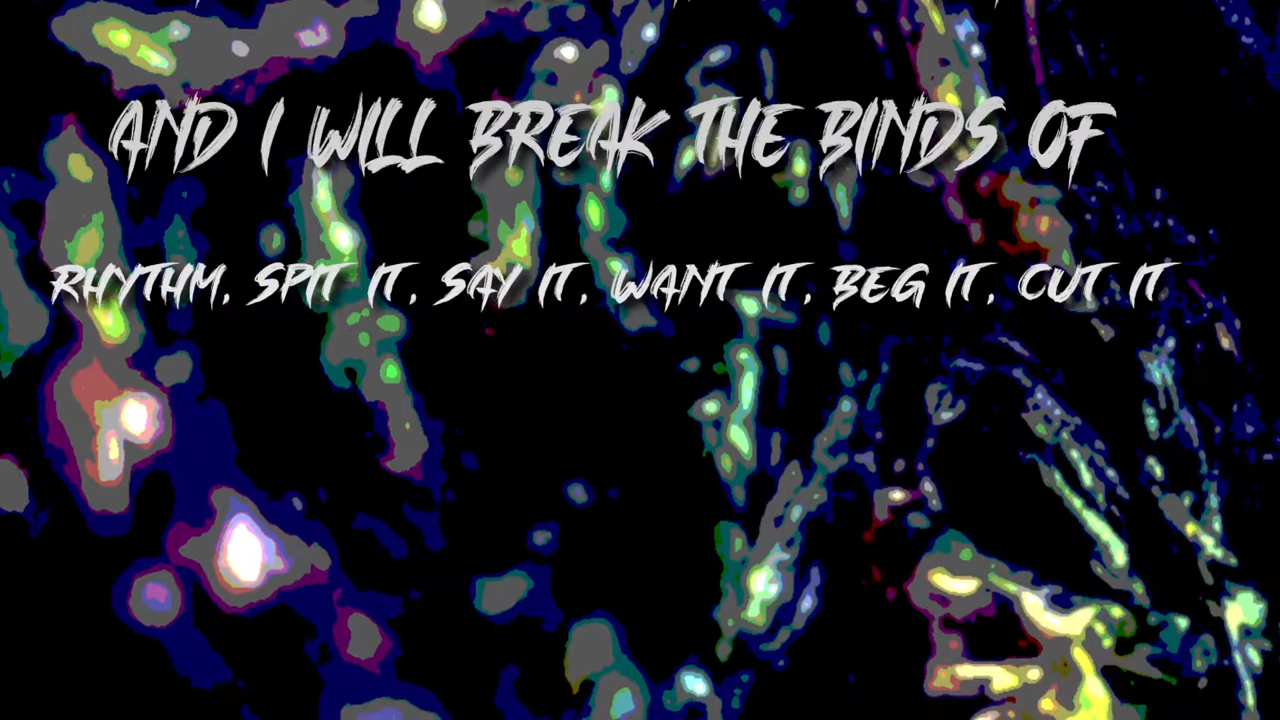 AND I WILL BREAK THE BINDS OF
RHYTHM, SPIT IT, SAY IT, WANT IT, BEG IT, CUT IT